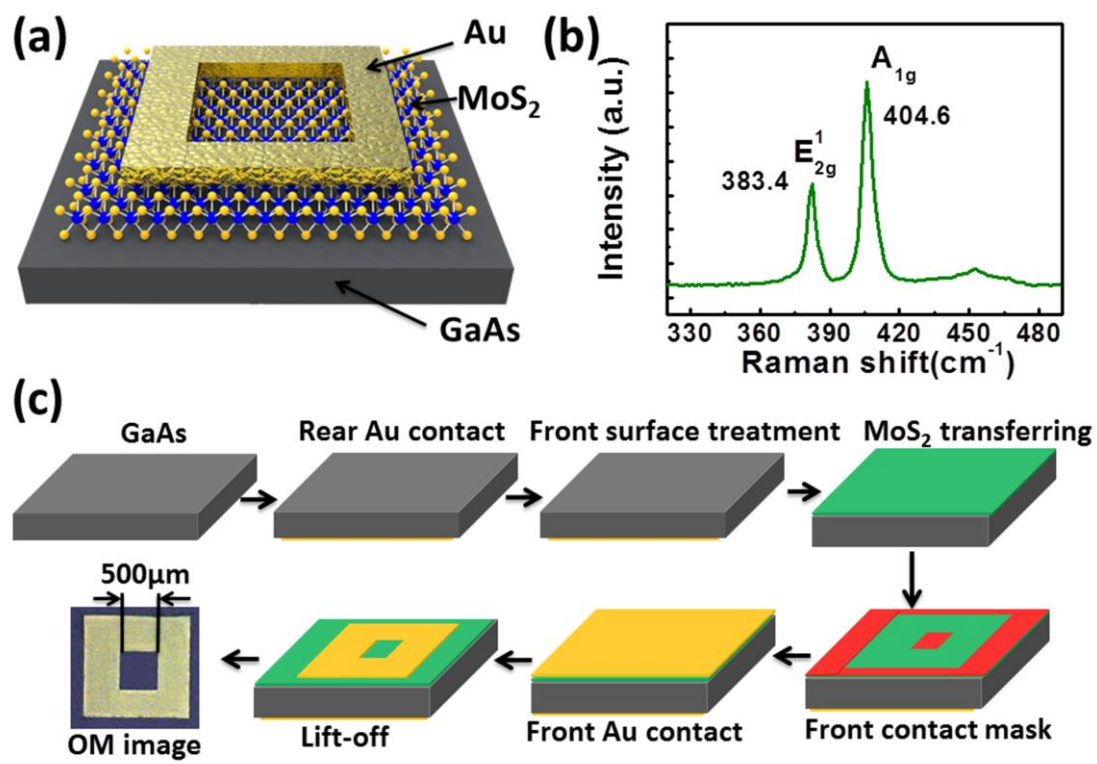 (a)
Au
MoS₂
GaAs
(b)
Intensity (a.u.)
A₁g
404.6
E¹₂g
383.4
330 360 390 420 450 480
Raman shift(cm⁻¹)
(c)
GaAs
Rear Au contact
Front surface treatment
MoS₂ transferring
500μm
OM image
Lift-off
Front Au contact
Front contact mask